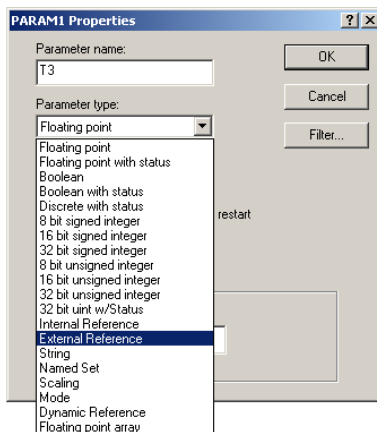 PARAM1 Properties
Parameter name:
T3
OK
Parameter type:
Cancel
Floating point
Filter...
Floating point
Floating point with status
Boolean
Boolean with status
Discrete with status
8 bit signed integer
restart
16 bit signed integer
32 bit signed integer
8 bit unsigned integer
16 bit unsigned integer
32 bit unsigned integer
32 bit uint w/Status
Internal Reference
External Reference
String
Named Set
Scaling
Mode
Dynamic Reference
Floating point array